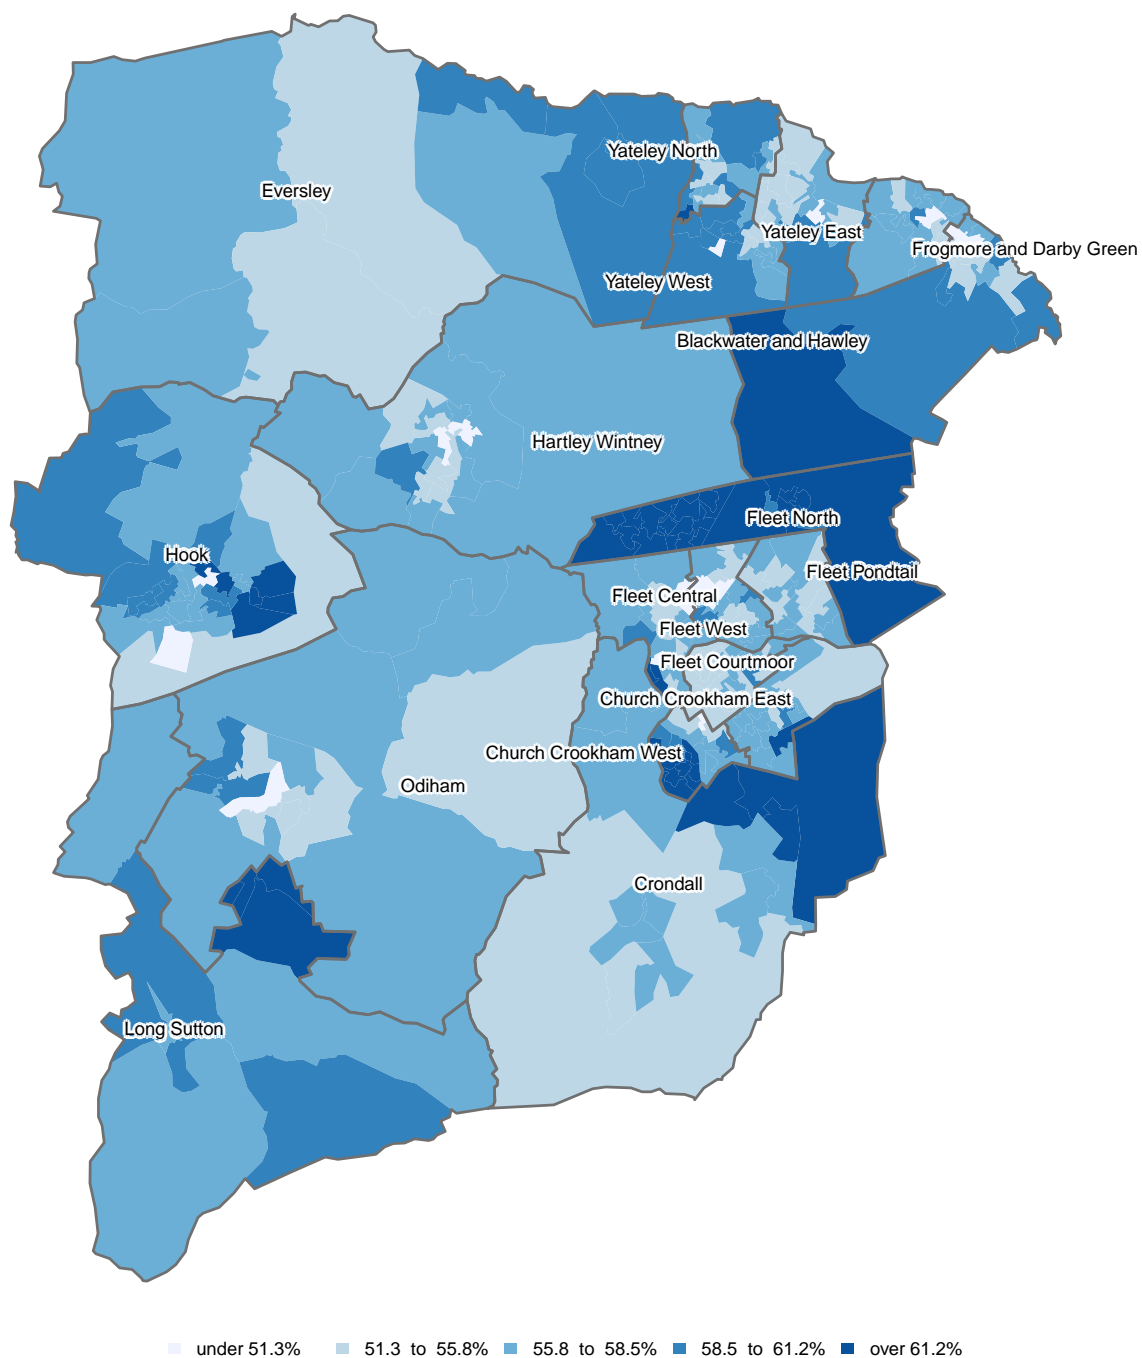 Yateley North
Eversley
Yateley East
Frogmore and Darby Green
Yateley West
Blackwater and Hawley
Hartley Wintney
Fleet North
Hook
Fleet Pondtail
Fleet Central
Fleet West
Fleet Courtmoor
Church Crookham East
Church Crookham West
Odiham
Crondall
Long Sutton
under 51.3% 51.3 to 55.8% 55.8 to 58.5% 58.5 to 61.2% over 61.2%